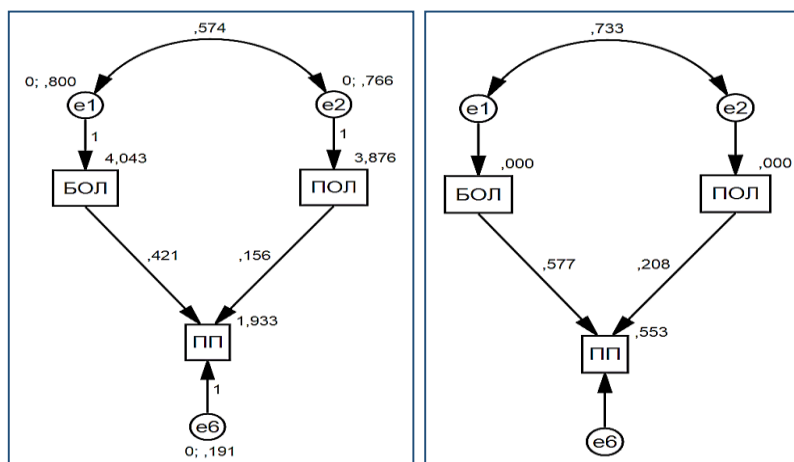 ,574
0; ,800
0; ,766
e1
e2
1
1
4,043
3,876
БОЛ
ПОЛ
,421
,156
1,933
ПП
1
e6
0; ,191
,733
e1
e2
,000
,000
БОЛ
ПОЛ
,577
,208
,553
ПП
e6